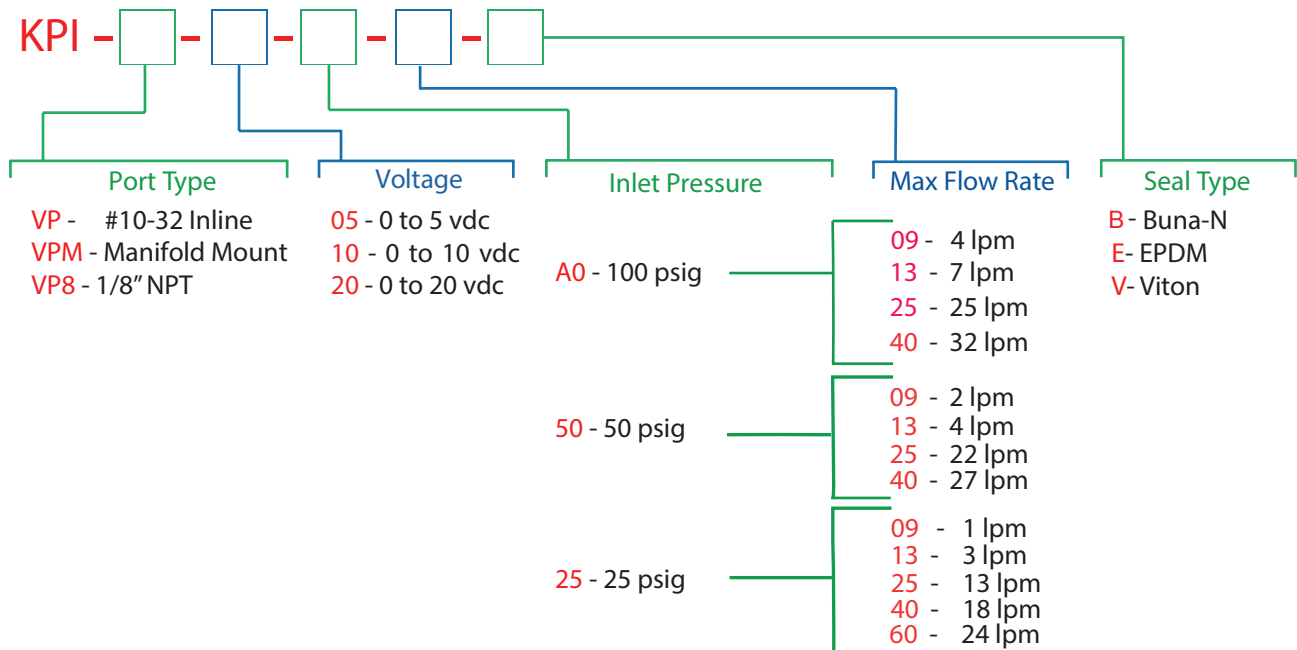 KPI - - - - -
Port Type
VP - #10-32 Inline
VPM - Manifold Mount
VP8 - 1/8” NPT
Voltage
05 - 0 to 5 vdc
10 - 0 to 10 vdc
20 - 0 to 20 vdc
Inlet Pressure
A0 - 100 psig
50 - 50 psig
25 - 25 psig
Max Flow Rate
09 - 4 lpm
13 - 7 lpm
25 - 25 lpm
40 - 32 lpm
09 - 2 lpm
13 - 4 lpm
25 - 22 lpm
40 - 27 lpm
09 - 1 lpm
13 - 3 lpm
25 - 13 lpm
40 - 18 lpm
60 - 24 lpm
Seal Type
B - Buna-N
E- EPDM
V- Viton